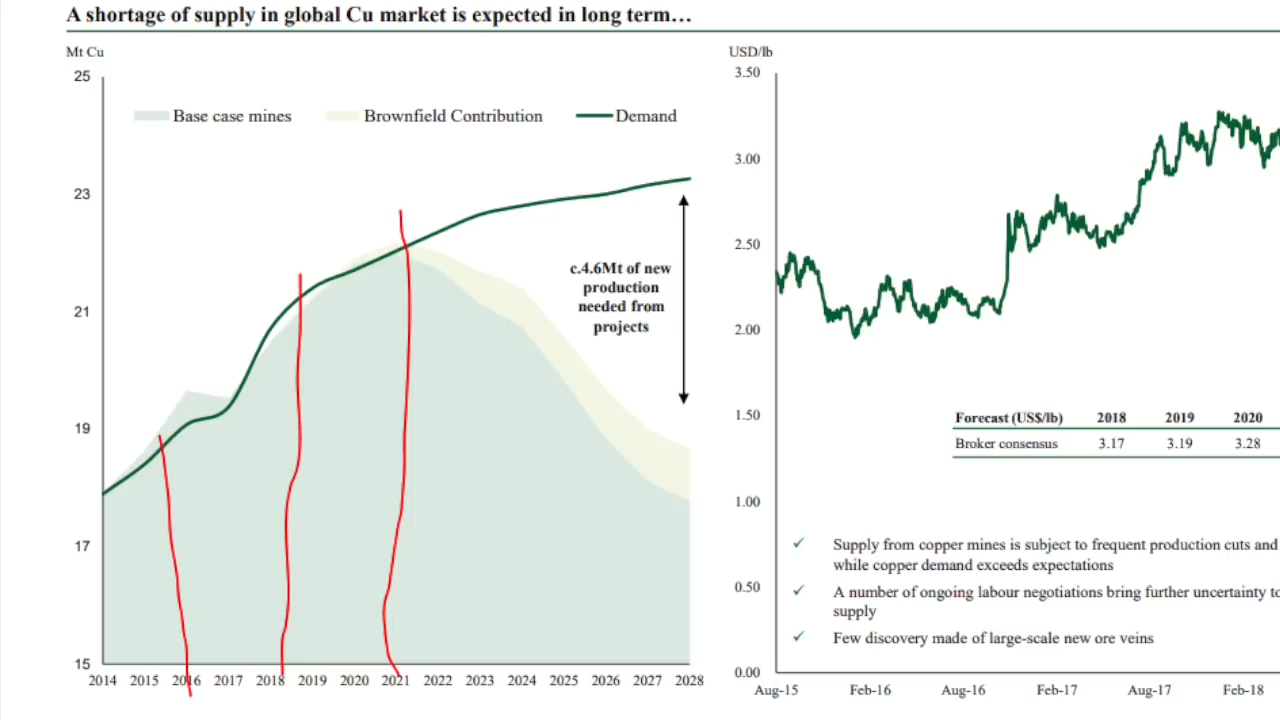 A shortage of supply in global Cu market is expected in long term…
Mt Cu
25
23
21
19
17
15
Base case mines
Brownfield Contribution
Demand
c.4.6Mt of new
production
needed from
projects
2014 2015 2016 2017 2018 2019 2020 2021 2022 2023 2024 2025 2026 2027 2028
USD/lb
3.50
3.00
2.50
2.00
1.50
1.00
0.50
0.00
Forecast (US$/lb) 2018 2019 2020
Broker consensus 3.17 3.19 3.28
✓ Supply from copper mines is subject to frequent production cuts and
while copper demand exceeds expectations
✓ A number of ongoing labour negotiations bring further uncertainty to
supply
✓ Few discovery made of large-scale new ore veins
Aug-15 Feb-16 Aug-16 Feb-17 Aug-17 Feb-18